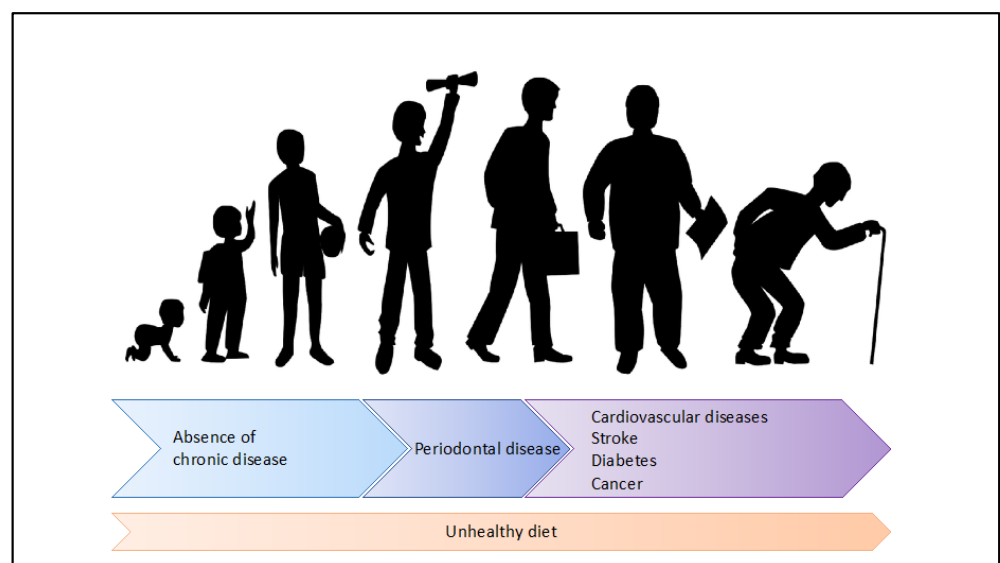 Absence of
chronic disease
Periodontal disease
Cardiovascular diseases
Stroke
Diabetes
Cancer
Unhealthy diet